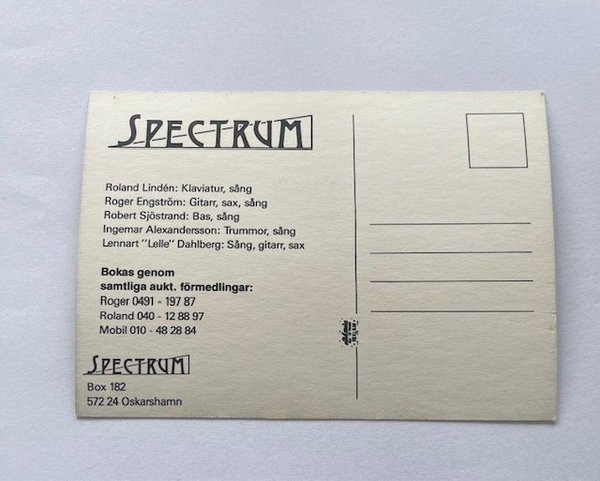 SPECTRUM
Roland Lindén: Klaviatur, sång
Roger Engström: Gitarr, sax, sång
Robert Sjöstrand: Bas, sång
Ingemar Alexandersson: Trummor, sång
Lennart "Lelle" Dahlberg: Sång, gitarr, sax
Bokas genom
samtliga aukt. förmedlingar:
Roger 0491 - 197 87
Roland 040 - 12 88 97
Mobil 010 - 48 28 84
SPECTRUM
Box 182
572 24 Oskarshamn